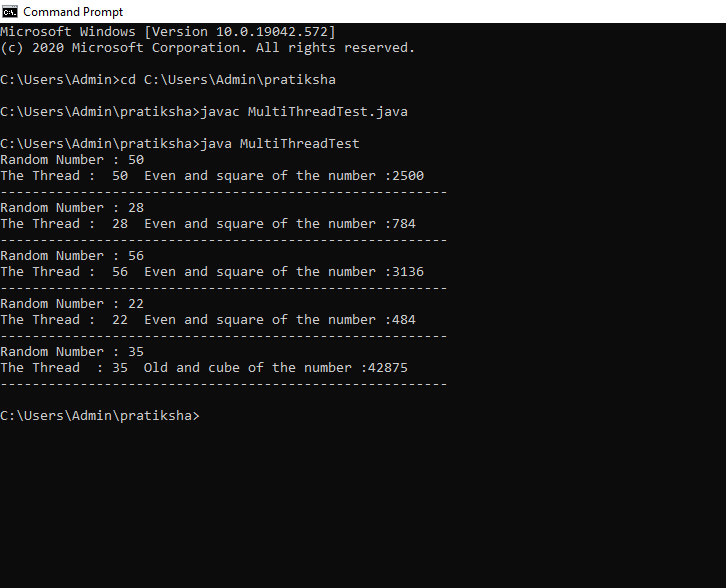 Command Prompt
Microsoft Windows [Version 10.0.19042.572]
(c) 2020 Microsoft Corporation. All rights reserved.
C:\Users\Admin>cd C:\Users\Admin\pratiksha
C:\Users\Admin\pratiksha>javac MultiThreadTest.java
C:\Users\Admin\pratiksha>java MultiThreadTest
Random Number : 50
The Thread :  50  Even and square of the number :2500
--------------------------------------------------------
Random Number : 28
The Thread :  28  Even and square of the number :784
--------------------------------------------------------
Random Number : 56
The Thread :  56  Even and square of the number :3136
--------------------------------------------------------
Random Number : 22
The Thread :  22  Even and square of the number :484
--------------------------------------------------------
Random Number : 35
The Thread  : 35  Old and cube of the number :42875
--------------------------------------------------------
C:\Users\Admin\pratiksha>